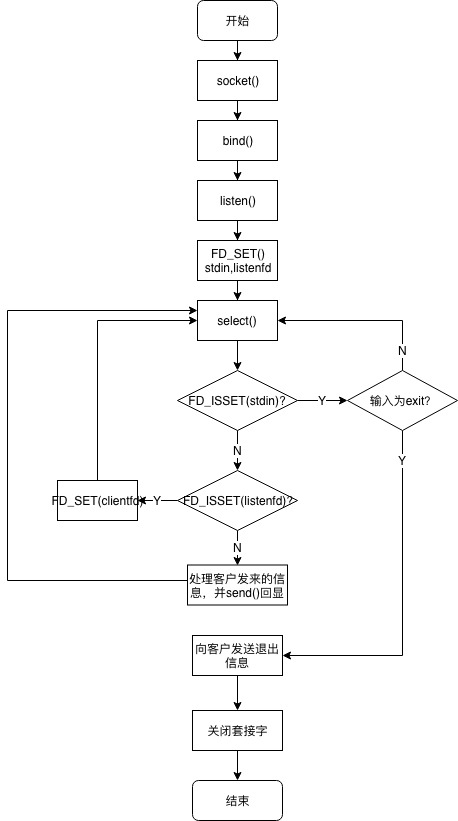 开始
socket()
bind()
listen()
FD_SET()
stdin,listenfd
select()
N
FD_ISSET(stdin)?
Y
输入为exit?
N
Y
FD_SET(clientfd)
Y
FD_ISSET(listenfd)?
N
处理客户发来的信
息，并send()回显
向客户发送退出
信息
关闭套接字
结束